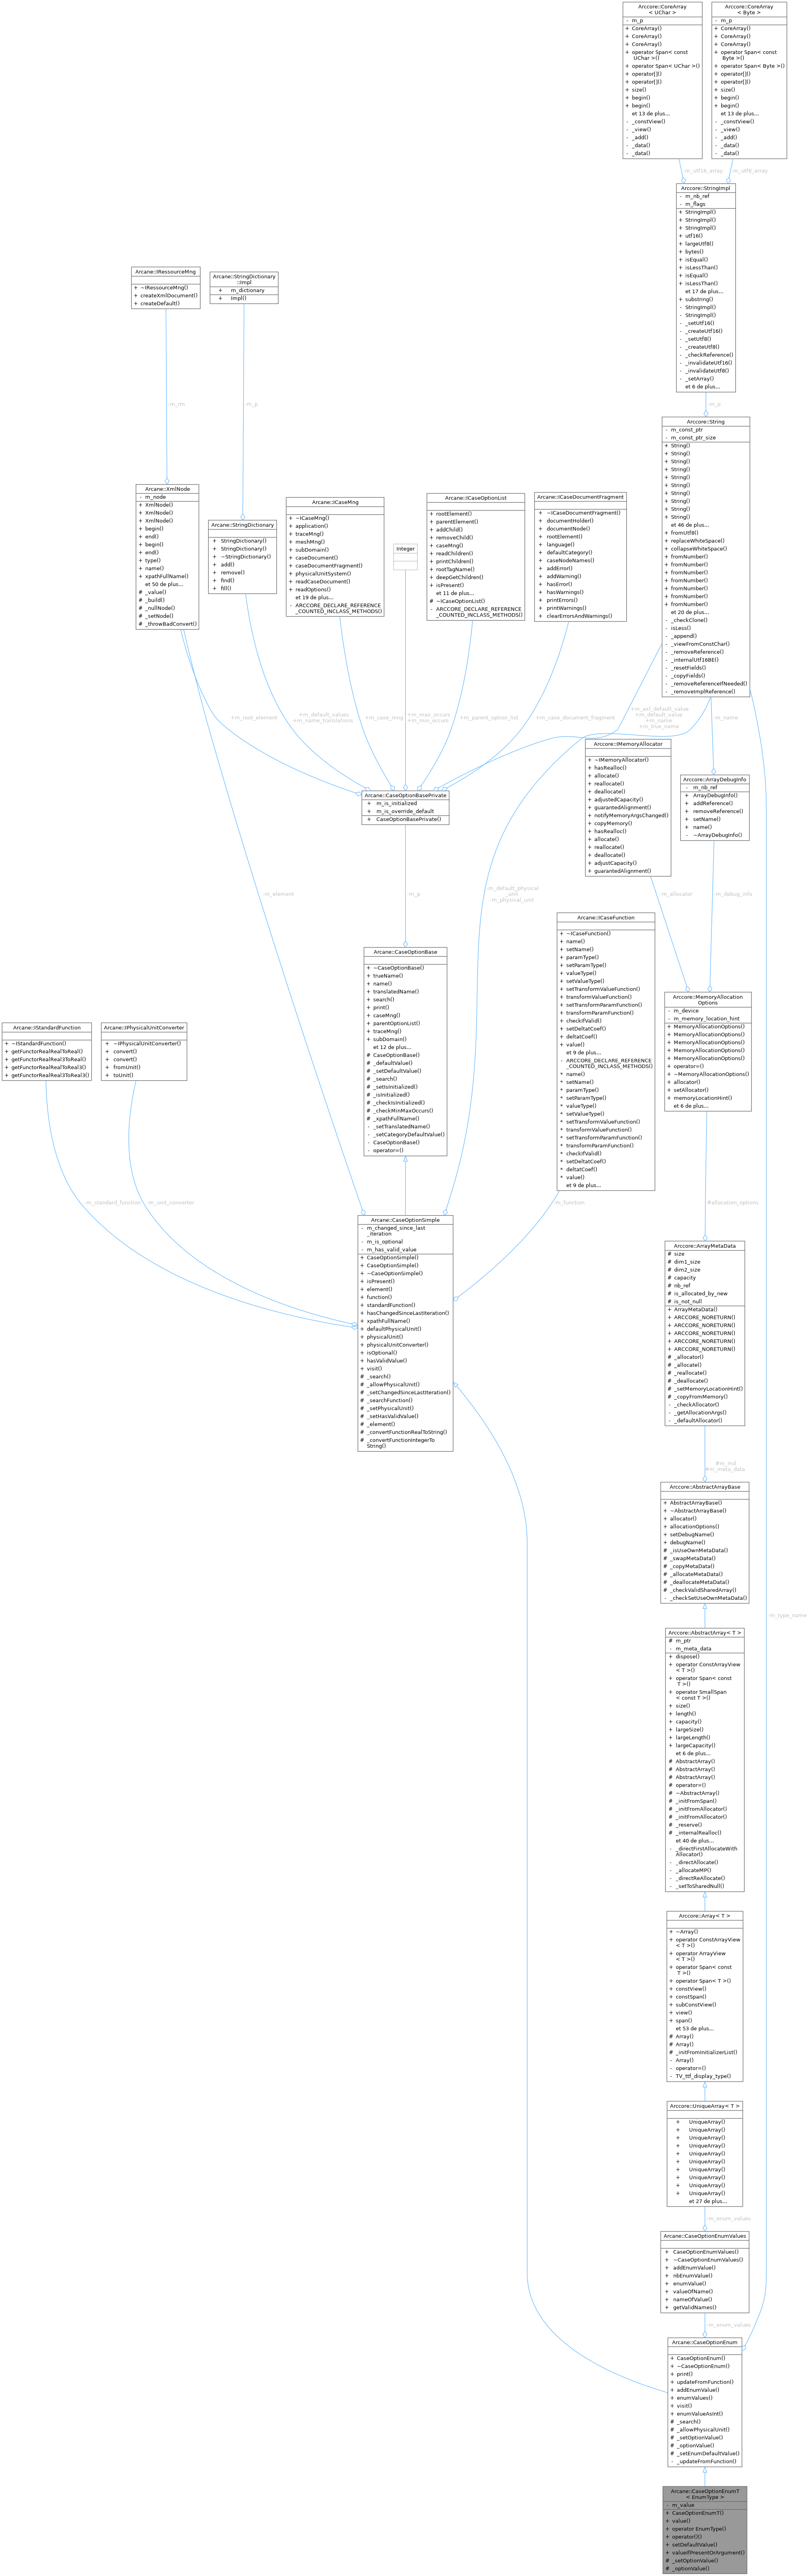 Arccore::CoreArray
< UChar >
- m_p
+ CoreArray()
+ CoreArray()
+ CoreArray()
+ operator Span< const
UChar >()
+ operator Span< UChar >()
+ operator[]()
+ operator[]()
+ size()
+ begin()
+ begin()
et 13 de plus...
- _constView()
- _view()
- _add()
- _data()
- _data()
Arccore::CoreArray
< Byte >
- m_p
+ CoreArray()
+ CoreArray()
+ CoreArray()
+ operator Span< const
Byte >()
+ operator Span< Byte >()
+ operator[]()
+ operator[]()
+ size()
+ begin()
+ begin()
et 13 de plus...
- _constView()
- _view()
- _add()
- _data()
- _data()
-m_utf16_array
-m_utf8_array
Arccore::StringImpl
- m_nb_ref
- m_flags
+ StringImpl()
+ StringImpl()
+ StringImpl()
+ utf16()
+ largeUtf8()
+ bytes()
+ isEqual()
+ isLessThan()
+ isEqual()
+ isLessThan()
et 17 de plus...
+ substring()
- StringImpl()
- StringImpl()
- _setUtf16()
- _createUtf16()
- _setUtf8()
- _createUtf8()
- _checkReference()
- _invalidateUtf16()
- _invalidateUtf8()
- _setArray()
et 6 de plus...
-m_p
Arcane::IRessourceMng
+ ~IRessourceMng()
+ createXmlDocument()
+ createDefault()
Arcane::StringDictionary
::Impl
+ m_dictionary
+ Impl()
-m_rm
-m_p
Arccore::String
- m_const_ptr
- m_const_ptr_size
+ String()
+ String()
+ String()
+ String()
+ String()
+ String()
+ String()
+ String()
+ String()
+ String()
et 46 de plus...
+ fromUtf8()
+ replaceWhiteSpace()
+ collapseWhiteSpace()
+ fromNumber()
+ fromNumber()
+ fromNumber()
+ fromNumber()
+ fromNumber()
+ fromNumber()
+ fromNumber()
et 20 de plus...
- _checkClone()
- isLess()
- _append()
- _viewFromConstChar()
- _removeReference()
- _internalUtf16BE()
- _resetFields()
- _copyFields()
- _removeReferenceIfNeeded()
- _removeImplReference()
Arcane::XmlNode
- m_node
+ XmlNode()
+ XmlNode()
+ XmlNode()
+ begin()
+ end()
+ begin()
+ end()
+ type()
+ name()
+ xpathFullName()
et 50 de plus...
# _value()
# _build()
# _nullNode()
# _setNode()
# _throwBadConvert()
Arcane::StringDictionary
+ StringDictionary()
+ StringDictionary()
+ ~StringDictionary()
+ add()
+ remove()
+ find()
+ fill()
Arcane::ICaseMng
+ ~ICaseMng()
+ application()
+ traceMng()
+ meshMng()
+ subDomain()
+ caseDocument()
+ caseDocumentFragment()
+ physicalUnitSystem()
+ readCaseDocument()
+ readOptions()
et 19 de plus...
- ARCCORE_DECLARE_REFERENCE
_COUNTED_INCLASS_METHODS()
Integer
Arcane::ICaseOptionList
+ rootElement()
+ parentElement()
+ addChild()
+ removeChild()
+ caseMng()
+ readChildren()
+ printChildren()
+ rootTagName()
+ deepGetChildren()
+ isPresent()
et 11 de plus...
# ~ICaseOptionList()
- ARCCORE_DECLARE_REFERENCE
_COUNTED_INCLASS_METHODS()
Arcane::ICaseDocumentFragment
+ ~ICaseDocumentFragment()
+ documentHolder()
+ documentNode()
+ rootElement()
+ language()
+ defaultCategory()
+ caseNodeNames()
+ addError()
+ addWarning()
+ hasError()
+ hasWarnings()
+ printErrors()
+ printWarnings()
+ clearErrorsAndWarnings()
+m_root_element
+m_default_values
+m_name_translations
+m_case_mng
+m_max_occurs
+m_min_occurs
+m_parent_option_list
+m_case_document_fragment
+m_axl_default_value
+m_default_value
+m_name
+m_true_name
-m_name
Arcane::CaseOptionBasePrivate
+ m_is_initialized
+ m_is_override_default
+ CaseOptionBasePrivate()
Arccore::IMemoryAllocator
+ ~IMemoryAllocator()
+ hasRealloc()
+ allocate()
+ reallocate()
+ deallocate()
+ adjustedCapacity()
+ guarantedAlignment()
+ notifyMemoryArgsChanged()
+ copyMemory()
+ hasRealloc()
+ allocate()
+ reallocate()
+ deallocate()
+ adjustCapacity()
+ guarantedAlignment()
Arccore::ArrayDebugInfo
- m_nb_ref
+ ArrayDebugInfo()
+ addReference()
+ removeReference()
+ setName()
+ name()
- ~ArrayDebugInfo()
-m_element
-m_p
-m_default_physical
_unit
-m_physical_unit
-m_allocator
-m_debug_info
Arcane::CaseOptionBase
+ ~CaseOptionBase()
+ trueName()
+ name()
+ translatedName()
+ search()
+ print()
+ caseMng()
+ parentOptionList()
+ traceMng()
+ subDomain()
et 12 de plus...
# CaseOptionBase()
# _defaultValue()
# _setDefaultValue()
# _search()
# _setIsInitialized()
# _isInitialized()
# _checkIsInitialized()
# _checkMinMaxOccurs()
# _xpathFullName()
- _setTranslatedName()
- _setCategoryDefaultValue()
- CaseOptionBase()
- operator=()
Arcane::ICaseFunction
+ ~ICaseFunction()
+ name()
+ setName()
+ paramType()
+ setParamType()
+ valueType()
+ setValueType()
+ setTransformValueFunction()
+ transformValueFunction()
+ setTransformParamFunction()
+ transformParamFunction()
+ checkIfValid()
+ setDeltatCoef()
+ deltatCoef()
+ value()
et 9 de plus...
- ARCCORE_DECLARE_REFERENCE
_COUNTED_INCLASS_METHODS()
* name()
* setName()
* paramType()
* setParamType()
* valueType()
* setValueType()
* setTransformValueFunction()
* transformValueFunction()
* setTransformParamFunction()
* transformParamFunction()
* checkIfValid()
* setDeltatCoef()
* deltatCoef()
* value()
et 9 de plus...
Arccore::MemoryAllocation
Options
- m_device
- m_memory_location_hint
+ MemoryAllocationOptions()
+ MemoryAllocationOptions()
+ MemoryAllocationOptions()
+ MemoryAllocationOptions()
+ MemoryAllocationOptions()
+ operator=()
+ ~MemoryAllocationOptions()
+ allocator()
+ setAllocator()
+ memoryLocationHint()
et 6 de plus...
Arcane::IStandardFunction
+ ~IStandardFunction()
+ getFunctorRealRealToReal()
+ getFunctorRealReal3ToReal()
+ getFunctorRealRealToReal3()
+ getFunctorRealReal3ToReal3()
Arcane::IPhysicalUnitConverter
+ ~IPhysicalUnitConverter()
+ convert()
+ convert()
+ fromUnit()
+ toUnit()
-m_standard_function
-m_unit_converter
-m_function
#allocation_options
Arcane::CaseOptionSimple
- m_changed_since_last
_iteration
- m_is_optional
- m_has_valid_value
+ CaseOptionSimple()
+ CaseOptionSimple()
+ ~CaseOptionSimple()
+ isPresent()
+ element()
+ function()
+ standardFunction()
+ hasChangedSinceLastIteration()
+ xpathFullName()
+ defaultPhysicalUnit()
+ physicalUnit()
+ physicalUnitConverter()
+ isOptional()
+ hasValidValue()
+ visit()
# _search()
# _allowPhysicalUnit()
# _setChangedSinceLastIteration()
# _searchFunction()
# _setPhysicalUnit()
# _setHasValidValue()
# _element()
# _convertFunctionRealToString()
# _convertFunctionIntegerTo
String()
Arccore::ArrayMetaData
# size
# dim1_size
# dim2_size
# capacity
# nb_ref
# is_allocated_by_new
# is_not_null
+ ArrayMetaData()
+ ARCCORE_NORETURN()
+ ARCCORE_NORETURN()
+ ARCCORE_NORETURN()
+ ARCCORE_NORETURN()
+ ARCCORE_NORETURN()
# _allocator()
# _allocate()
# _reallocate()
# _deallocate()
# _setMemoryLocationHint()
# _copyFromMemory()
- _checkAllocator()
- _getAllocationArgs()
- _defaultAllocator()
#m_md
#m_meta_data
Arccore::AbstractArrayBase
+ AbstractArrayBase()
+ ~AbstractArrayBase()
+ allocator()
+ allocationOptions()
+ setDebugName()
+ debugName()
# _isUseOwnMetaData()
# _swapMetaData()
# _copyMetaData()
# _allocateMetaData()
# _deallocateMetaData()
# _checkValidSharedArray()
- _checkSetUseOwnMetaData()
-m_type_name
Arccore::AbstractArray< T >
# m_ptr
- m_meta_data
+ dispose()
+ operator ConstArrayView
< T >()
+ operator Span< const
T >()
+ operator SmallSpan
< const T >()
+ size()
+ length()
+ capacity()
+ largeSize()
+ largeLength()
+ largeCapacity()
et 6 de plus...
# AbstractArray()
# AbstractArray()
# AbstractArray()
# operator=()
# ~AbstractArray()
# _initFromSpan()
# _initFromAllocator()
# _initFromAllocator()
# _reserve()
# _internalRealloc()
et 40 de plus...
- _directFirstAllocateWith
Allocator()
- _directAllocate()
- _allocateMP()
- _directReAllocate()
- _setToSharedNull()
Arccore::Array< T >
+ ~Array()
+ operator ConstArrayView
< T >()
+ operator ArrayView
< T >()
+ operator Span< const
T >()
+ operator Span< T >()
+ constView()
+ constSpan()
+ subConstView()
+ view()
+ span()
et 53 de plus...
# Array()
# Array()
# _initFromInitializerList()
- Array()
- operator=()
- TV_ttf_display_type()
Arccore::UniqueArray< T >
+ UniqueArray()
+ UniqueArray()
+ UniqueArray()
+ UniqueArray()
+ UniqueArray()
+ UniqueArray()
+ UniqueArray()
+ UniqueArray()
+ UniqueArray()
+ UniqueArray()
et 27 de plus...
-m_enum_values
Arcane::CaseOptionEnumValues
+ CaseOptionEnumValues()
+ ~CaseOptionEnumValues()
+ addEnumValue()
+ nbEnumValue()
+ enumValue()
+ valueOfName()
+ nameOfValue()
+ getValidNames()
-m_enum_values
Arcane::CaseOptionEnum
+ CaseOptionEnum()
+ ~CaseOptionEnum()
+ print()
+ updateFromFunction()
+ addEnumValue()
+ enumValues()
+ visit()
+ enumValueAsInt()
# _search()
# _allowPhysicalUnit()
# _setOptionValue()
# _optionValue()
# _setEnumDefaultValue()
- _updateFromFunction()
Arcane::CaseOptionEnumT
< EnumType >
- m_value
+ CaseOptionEnumT()
+ value()
+ operator EnumType()
+ operator()()
+ setDefaultValue()
+ valueIfPresentOrArgument()
# _setOptionValue()
# _optionValue()